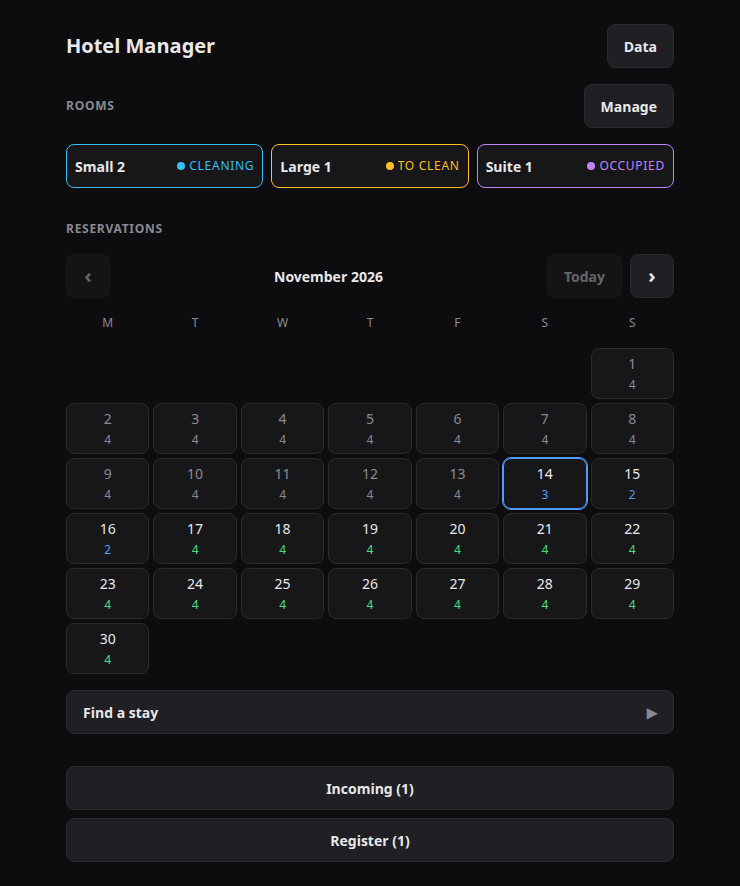 Hotel Manager
Data
ROOMS
Manage
Small 2 CLEANING Large 1 TO CLEAN Suite 1 OCCUPIED
RESERVATIONS
‹ November 2026 Today ›
M T W T F S S
1
4
2 3 4 5 6 7 8
4 4 4 4 4 4 4
9 10 11 12 13 14 15
4 4 4 4 4 3 2
16 17 18 19 20 21 22
2 4 4 4 4 4 4
23 24 25 26 27 28 29
4 4 4 4 4 4 4
30
4
Find a stay ▶
Incoming (1)
Register (1)